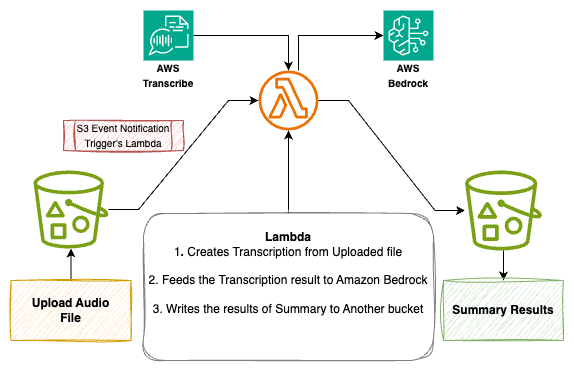 AWS
Transcribe
AWS
Bedrock
S3 Event Notification
Trigger's Lambda
Lambda
1. Creates Transcription from Uploaded file
2. Feeds the Transcription result to Amazon Bedrock
3. Writes the results of Summary to Another bucket
Upload Audio
File
Summary Results